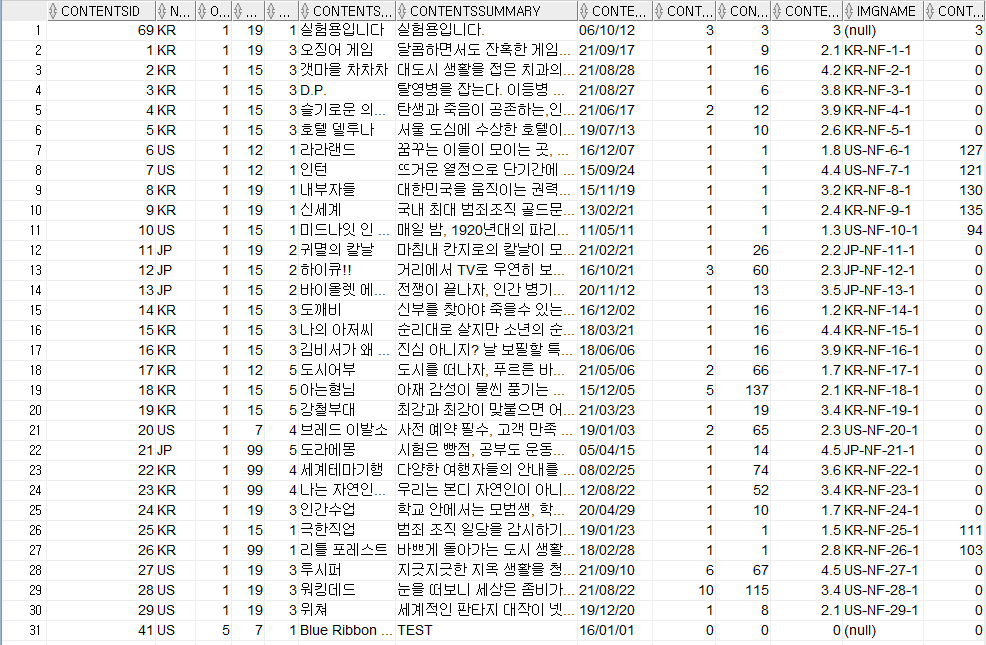 CONTENTSID N... O... ... ... CONTENTS... CONTENTSSUMMARY CONTE... CONT... CON... CONTE... IMGNAME CONT...
1 69 KR 1 19 1 실험용입니다 실험용입니다. 06/10/12 3 3 3 (null) 3
2 1 KR 1 19 3 오징어 게임 달콤하면서도 잔혹한 게임... 21/09/17 1 9 2.1 KR-NF-1-1 0
3 2 KR 1 15 3 갯마을 차차차 대도시 생활을 접은 치과의... 21/08/28 1 16 4.2 KR-NF-2-1 0
4 3 KR 1 15 3 D.P. 탈영병을 잡는다. 이등병 ... 21/08/27 1 6 3.8 KR-NF-3-1 0
5 4 KR 1 15 3 슬기로운 의... 탄생과 죽음이 공존하는,인... 21/06/17 2 12 3.9 KR-NF-4-1 0
6 5 KR 1 15 3 호텔 델루나 서울 도심에 수상한 호텔이... 19/07/13 1 10 2.6 KR-NF-5-1 0
7 6 US 1 12 1 라라랜드 꿈꾸는 이들이 모이는 곳, ... 16/12/07 1 1 1.8 US-NF-6-1 127
8 7 US 1 12 1 인턴 뜨거운 열정으로 단기간에 ... 15/09/24 1 1 4.4 US-NF-7-1 121
9 8 KR 1 19 1 내부자들 대한민국을 움직이는 권력... 15/11/19 1 1 3.2 KR-NF-8-1 130
10 9 KR 1 19 1 신세계 국내 최대 범죄조직 골드문... 13/02/21 1 1 2.4 KR-NF-9-1 135
11 10 US 1 15 1 미드나잇 인 ... 매일 밤, 1920년대의 파리... 11/05/11 1 1 1.3 US-NF-10-1 94
12 11 JP 1 19 2 귀멸의 칼날 마침내 칸지로의 칼날이 모... 21/02/21 1 26 2.2 JP-NF-11-1 0
13 12 JP 1 15 2 하이큐!! 거리에서 TV로 우연히 보... 16/10/21 3 60 2.3 JP-NF-12-1 0
14 13 JP 1 15 2 바이올렛 에... 전쟁이 끝나자, 인간 병기... 20/11/12 1 13 3.5 JP-NF-13-1 0
15 14 KR 1 15 3 도깨비 신부를 찾아야 죽을수 있는... 16/12/02 1 16 1.2 KR-NF-14-1 0
16 15 KR 1 15 3 나의 아저씨 순리대로 살지만 소년의 순... 18/03/21 1 16 4.4 KR-NF-15-1 0
17 16 KR 1 15 3 김비서가 왜 ... 진심 아니지? 날 보필할 특... 18/06/06 1 16 3.9 KR-NF-16-1 0
18 17 KR 1 12 5 도시어부 도시를 떠나자, 푸르른 바... 21/05/06 2 66 1.7 KR-NF-17-1 0
19 18 KR 1 15 5 아는형님 아재 감성이 물씬 풍기는 ... 15/12/05 5 137 2.1 KR-NF-18-1 0
20 19 KR 1 15 5 강철부대 최강과 최강이 맞붙으면 어... 21/03/23 1 19 3.4 KR-NF-19-1 0
21 20 US 1 7 4 브레드 이발소 사전 예약 필수, 고객 만족 ... 19/01/03 2 65 2.3 US-NF-20-1 0
22 21 JP 1 99 5 도라에몽 시험은 빵점, 공부도 운동... 05/04/15 1 14 4.5 JP-NF-21-1 0
23 22 KR 1 99 4 세계테마기행 다양한 여행자들의 안내를 ... 08/02/25 1 74 3.6 KR-NF-22-1 0
24 23 KR 1 99 4 나는 자연인... 우리는 본디 자연인이 아니... 12/08/22 1 52 3.4 KR-NF-23-1 0
25 24 KR 1 19 3 인간수업 학교 안에서는 모범생, 학... 20/04/29 1 10 1.7 KR-NF-24-1 0
26 25 KR 1 15 1 극한직업 범죄 조직 일당을 감시하기... 19/01/23 1 1 1.5 KR-NF-25-1 111
27 26 KR 1 99 1 리틀 포레스트 바쁘게 돌아가는 도시 생활... 18/02/28 1 1 2.8 KR-NF-26-1 103
28 27 US 1 19 3 루시퍼 지긋지긋한 지옥 생활을 청... 21/09/10 6 67 4.5 US-NF-27-1 0
29 28 US 1 19 3 워킹데드 눈을 떠보니 세상은 좀비가... 21/08/22 10 115 3.4 US-NF-28-1 0
30 29 US 1 19 3 위쳐 세계적인 판타지 대작이 넷... 19/12/20 1 8 2.1 US-NF-29-1 0
31 41 US 5 7 1 Blue Ribbon ... TEST 16/01/01 0 0 0 (null) 0